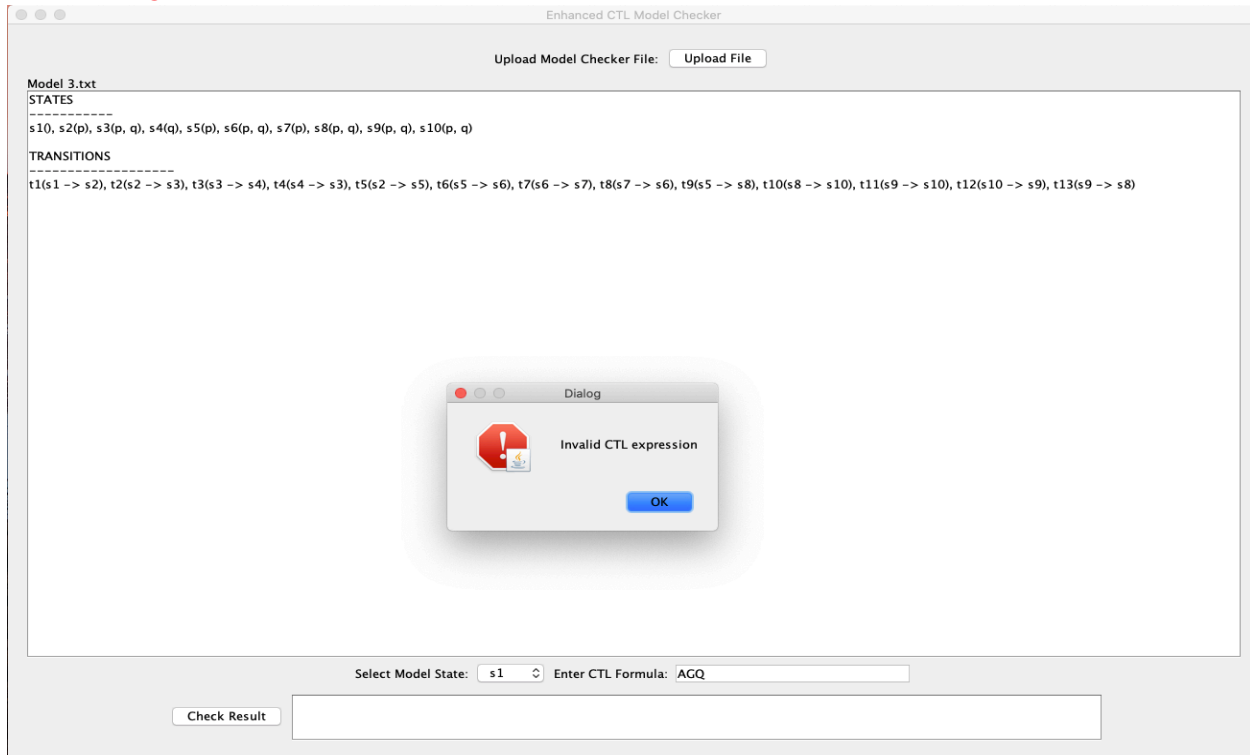 Enhanced CTL Model Checker
Upload Model Checker File: Upload File
Model 3.txt
STATES
-----------
s1(), s2(p), s3(p, q), s4(q), s5(p), s6(p, q), s7(p), s8(p, q), s9(p, q), s10(p, q)
TRANSITIONS
-------------------
t1(s1 -> s2), t2(s2 -> s3), t3(s3 -> s4), t4(s4 -> s3), t5(s2 -> s5), t6(s5 -> s6), t7(s6 -> s7), t8(s7 -> s6), t9(s5 -> s8), t10(s8 -> s10), t11(s9 -> s10), t12(s10 -> s9), t13(s9 -> s8)
Dialog
Invalid CTL expression
OK
Select Model State: s1 Enter CTL Formula: AGQ
Check Result